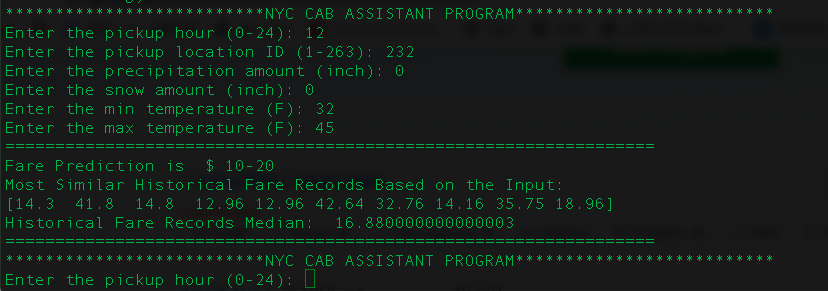 **************************NYC CAB ASSISTANT PROGRAM**************************
Enter the pickup hour (0-24): 12
Enter the pickup location ID (1-263): 232
Enter the precipitation amount (inch): 0
Enter the snow amount (inch): 0
Enter the min temperature (F): 32
Enter the max temperature (F): 45
=================================================================
Fare Prediction is  $ 10-20
Most Similar Historical Fare Records Based on the Input:
[14.3  41.8  14.8  12.96 12.96 42.64 32.76 14.16 35.75 18.96]
Historical Fare Records Median:  16.880000000000003
=================================================================
**************************NYC CAB ASSISTANT PROGRAM**************************
Enter the pickup hour (0-24):